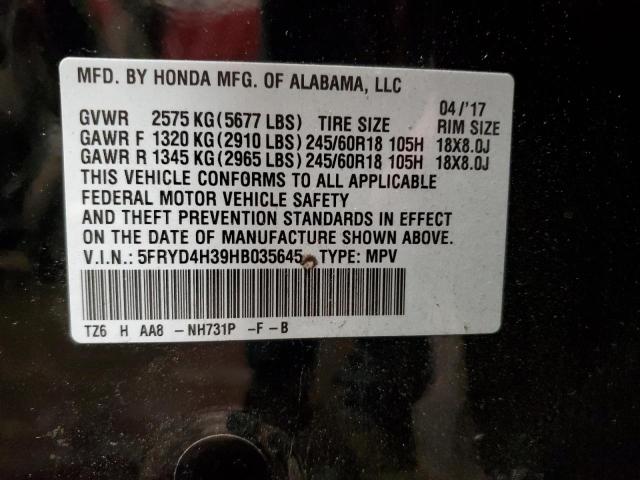 MFD. BY HONDA MFG. OF ALABAMA, LLC
04/'17
GVWR 2575 KG(5677 LBS) TIRE SIZE RIM SIZE
GAWR F 1320 KG(2910 LBS) 245/60R18 105H 18X8.0J
GAWR R 1345 KG(2965 LBS) 245/60R18 105H 18X8.0J
THIS VEHICLE CONFORMS TO ALL APPLICABLE
FEDERAL MOTOR VEHICLE SAFETY
AND THEFT PREVENTION STANDARDS IN EFFECT
ON THE DATE OF MANUFACTURE SHOWN ABOVE.
V.I.N.: 5FRYD4H39HB035645 TYPE: MPV
TZ6 H AA8 -NH731P -F-B